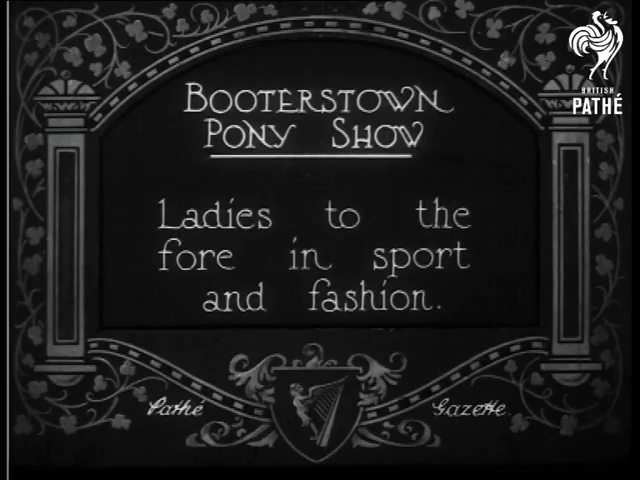 BRITISH
PATHÉ
BOOTERSTOWN
PONY SHOW
Ladies to the
fore in sport
and fashion.
Pathé Gazette.